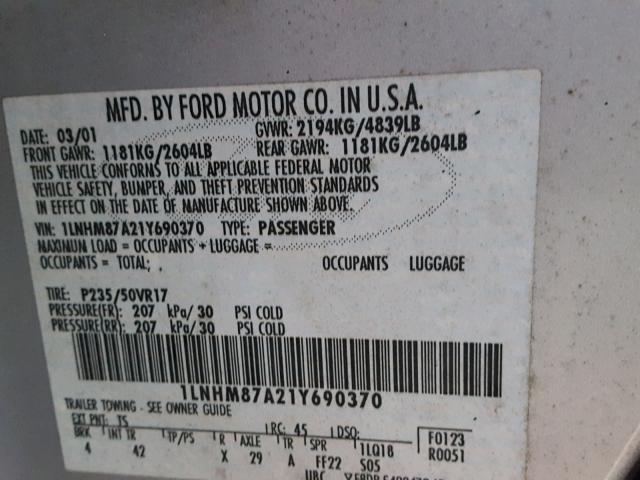 MFD. BY FORD MOTOR CO. IN U.S.A.
DATE: 03/01 GVWR: 2194KG/4839LB
FRONT GAWR: 1181KG/2604LB REAR GAWR: 1181KG/2604LB
THIS VEHICLE CONFORMS TO ALL APPLICABLE FEDERAL MOTOR
VEHICLE SAFETY, BUMPER, AND THEFT PREVENTION STANDARDS
IN EFFECT ON THE DATE OF MANUFACTURE SHOWN ABOVE.
VIN: 1LNHM87A21Y690370 TYPE: PASSENGER
MAXIMUM LOAD = OCCUPANTS + LUGGAGE =
OCCUPANTS = TOTAL; , OCCUPANTS LUGGAGE
TIRE: P235/50VR17
PRESSURE(FR): 207 kPa/ 30 PSI COLD
PRESSURE(RR): 207 kPa/ 30 PSI COLD
1LNHM87A21Y690370
TRAILER TOWING - SEE OWNER GUIDE
EXT PNT: TS RC: 45 DSO: F0123
BRK INT TR TP/PS R AXLE TR SPR 1LQ18 R0051
4 42 X 29 A FF22 S05
UBC